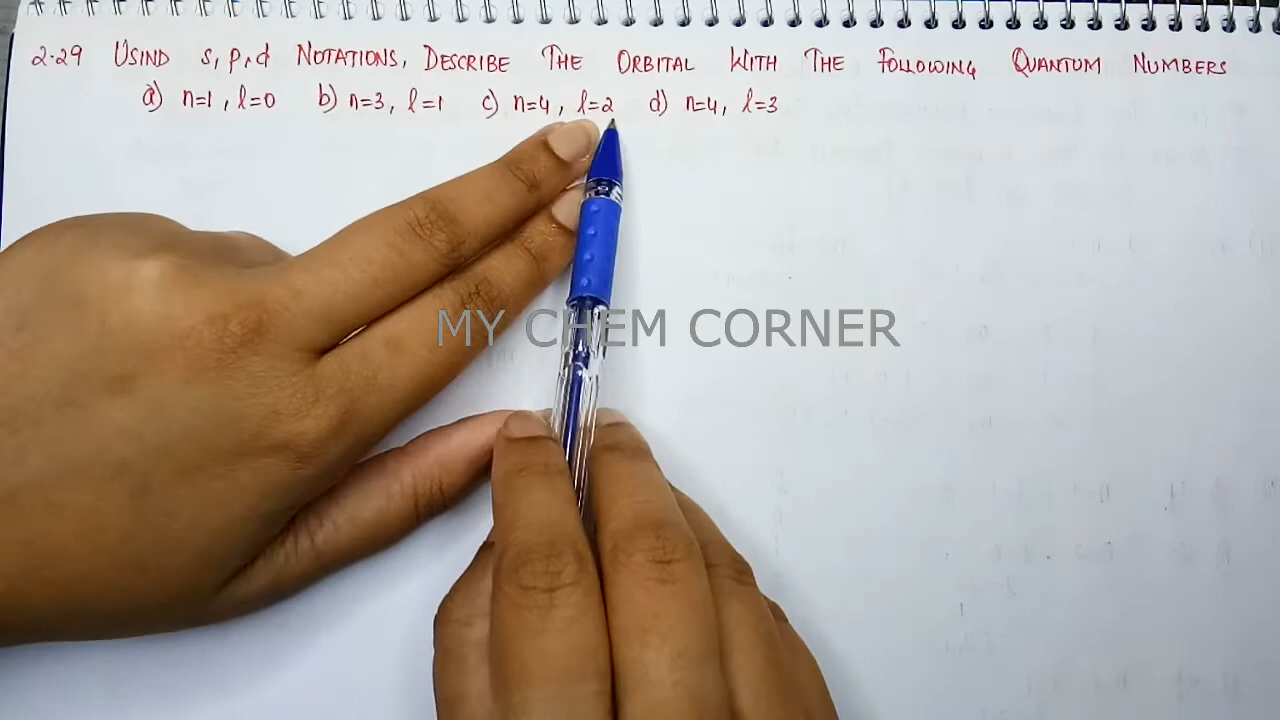 2.29 USIND s, p, d NOTATIONS, DESCRIBE THE ORBITAL WITH THE FOLLOWING QUANTUM NUMBERS
a) n=1, l=0 b) n=3, l=1 c) n=4, l=2 d) n=4, l=3
MY CHEM CORNER